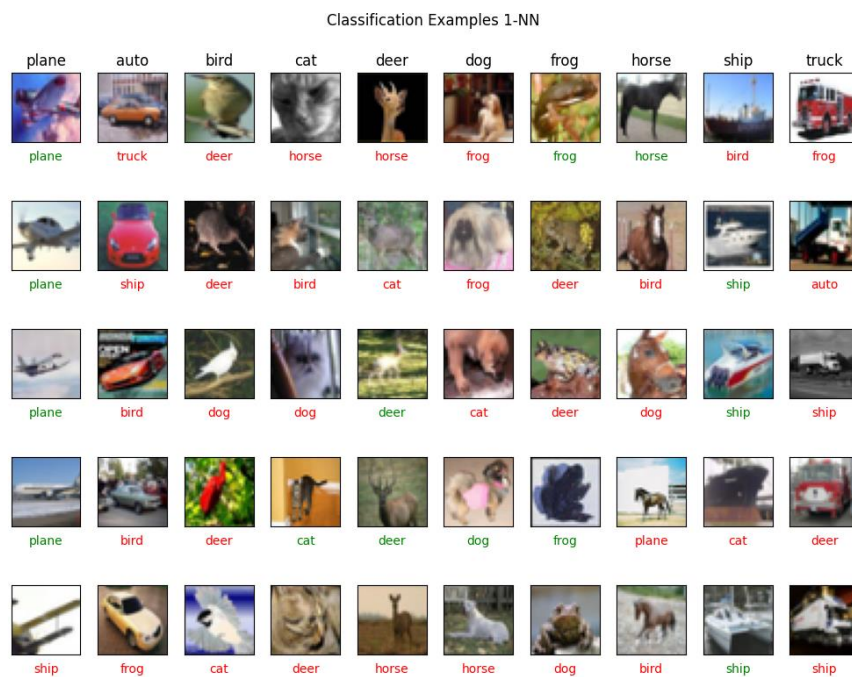 Classification Examples 1-NN
plane auto bird cat deer dog frog horse ship truck
plane truck deer horse horse frog frog horse bird frog
plane ship deer bird cat frog deer bird ship auto
OPEN
plane bird dog dog deer cat deer dog ship ship
plane bird deer cat deer dog frog plane cat deer
ship frog cat deer horse horse dog bird ship ship